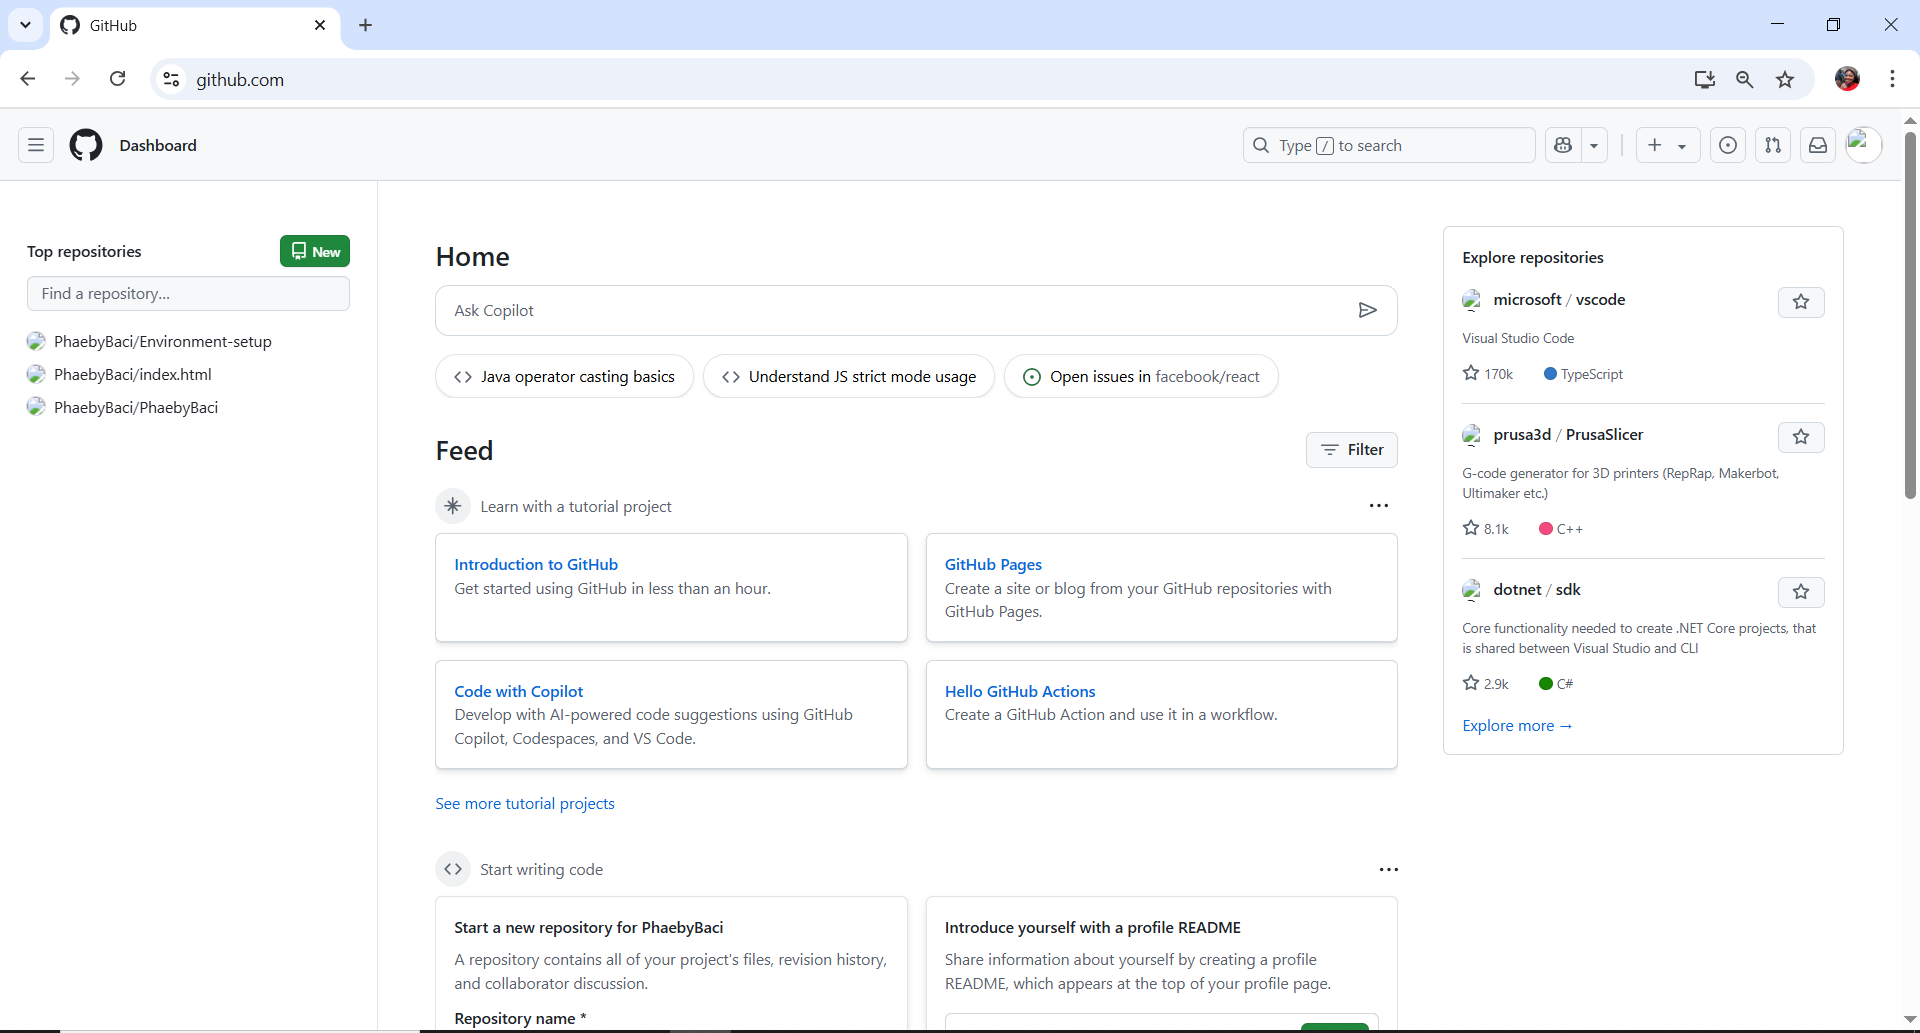 GitHub
github.com
Dashboard
Type / to search
Top repositories
New
Find a repository...
PhaebyBaci/Environment-setup
PhaebyBaci/index.html
PhaebyBaci/PhaebyBaci
Home
Ask Copilot
Java operator casting basics
Understand JS strict mode usage
Open issues in facebook/react
Feed
Filter
Learn with a tutorial project
Introduction to GitHub
Get started using GitHub in less than an hour.
GitHub Pages
Create a site or blog from your GitHub repositories with
GitHub Pages.
Code with Copilot
Develop with AI-powered code suggestions using GitHub
Copilot, Codespaces, and VS Code.
Hello GitHub Actions
Create a GitHub Action and use it in a workflow.
See more tutorial projects
Start writing code
Start a new repository for PhaebyBaci
A repository contains all of your project's files, revision history,
and collaborator discussion.
Repository name *
Introduce yourself with a profile README
Share information about yourself by creating a profile
README, which appears at the top of your profile page.
Explore repositories
microsoft / vscode
Visual Studio Code
170k
TypeScript
prusa3d / PrusaSlicer
G-code generator for 3D printers (RepRap, Makerbot,
Ultimaker etc.)
8.1k
C++
dotnet / sdk
Core functionality needed to create .NET Core projects, that
is shared between Visual Studio and CLI
2.9k
C#
Explore more →